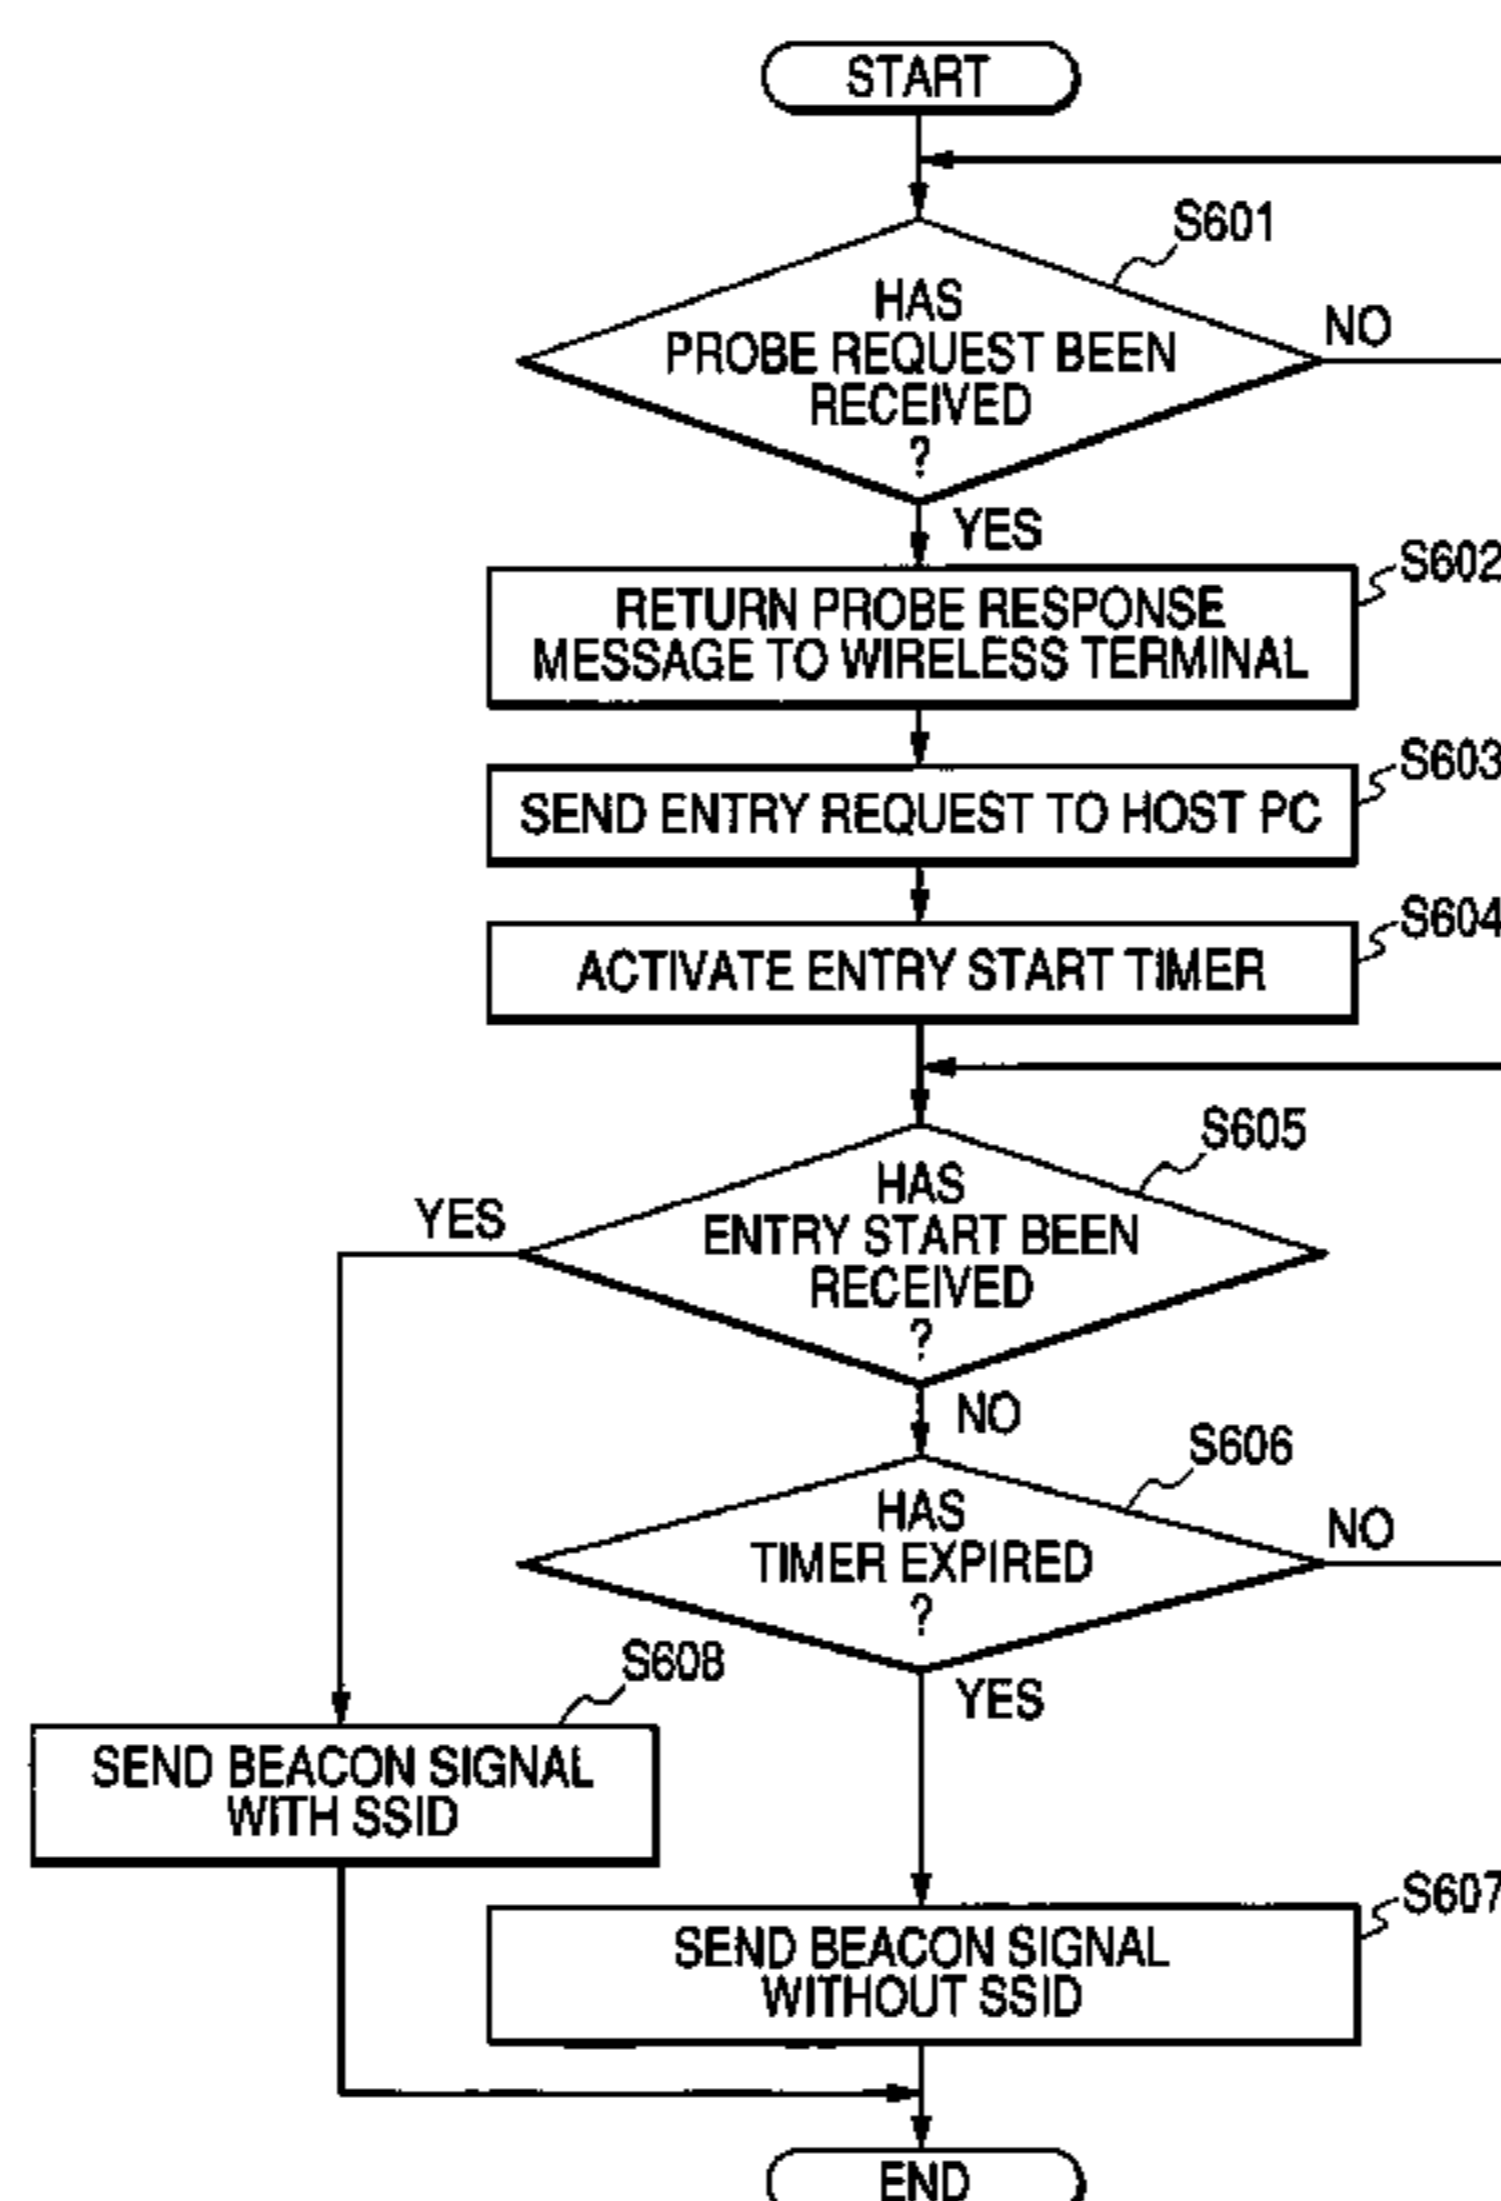 START
S601
HAS
PROBE REQUEST BEEN
RECEIVED
?
NO
YES
S602
RETURN PROBE RESPONSE
MESSAGE TO WIRELESS TERMINAL
S603
SEND ENTRY REQUEST TO HOST PC
S604
ACTIVATE ENTRY START TIMER
S605
HAS
ENTRY START BEEN
RECEIVED
?
YES
NO
S606
HAS
TIMER EXPIRED
?
NO
YES
S608
SEND BEACON SIGNAL
WITH SSID
S607
SEND BEACON SIGNAL
WITHOUT SSID
END